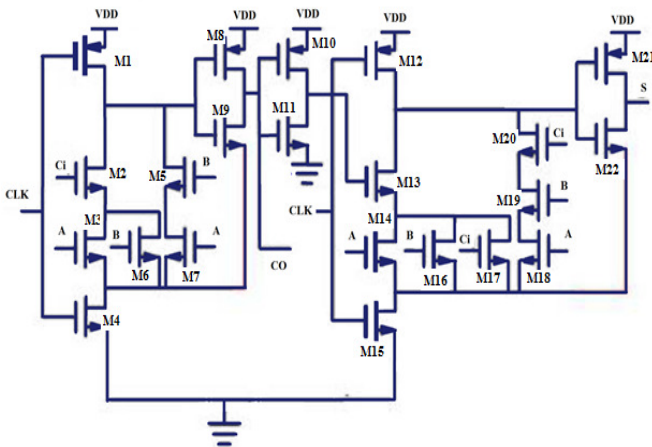 VDD VDD VDD VDD VDD
M8 M10 M12 M21
M1
M9 M11 S
M20 Ci
Ci M2 M5 B M22
CLK M13 M19 B
M3 CLK M14
A B A A B Ci A
M6 M7 M16 M17 M18
CO
M4 M15